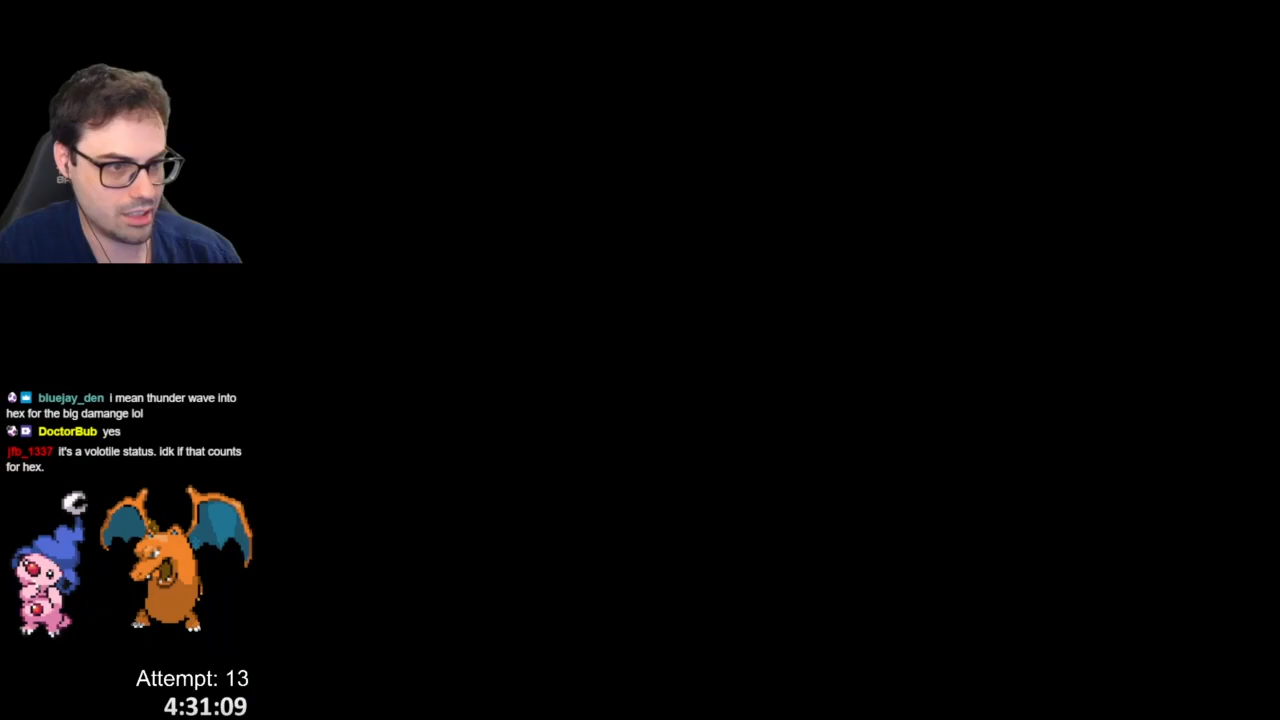 bluejay_den i mean thunder wave into
hex for the big damange lol
DoctorBub yes
jfb_1337 it's a volotile status. idk if that counts
for hex.
Attempt: 13
4:31:09